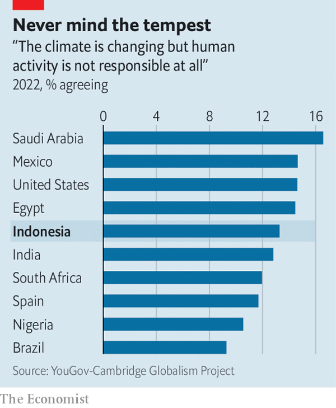 Never mind the tempest
“The climate is changing but human
activity is not responsible at all”
2022, % agreeing
0 4 8 12 16
Saudi Arabia
Mexico
United States
Egypt
Indonesia
India
South Africa
Spain
Nigeria
Brazil
Source: YouGov-Cambridge Globalism Project
The Economist